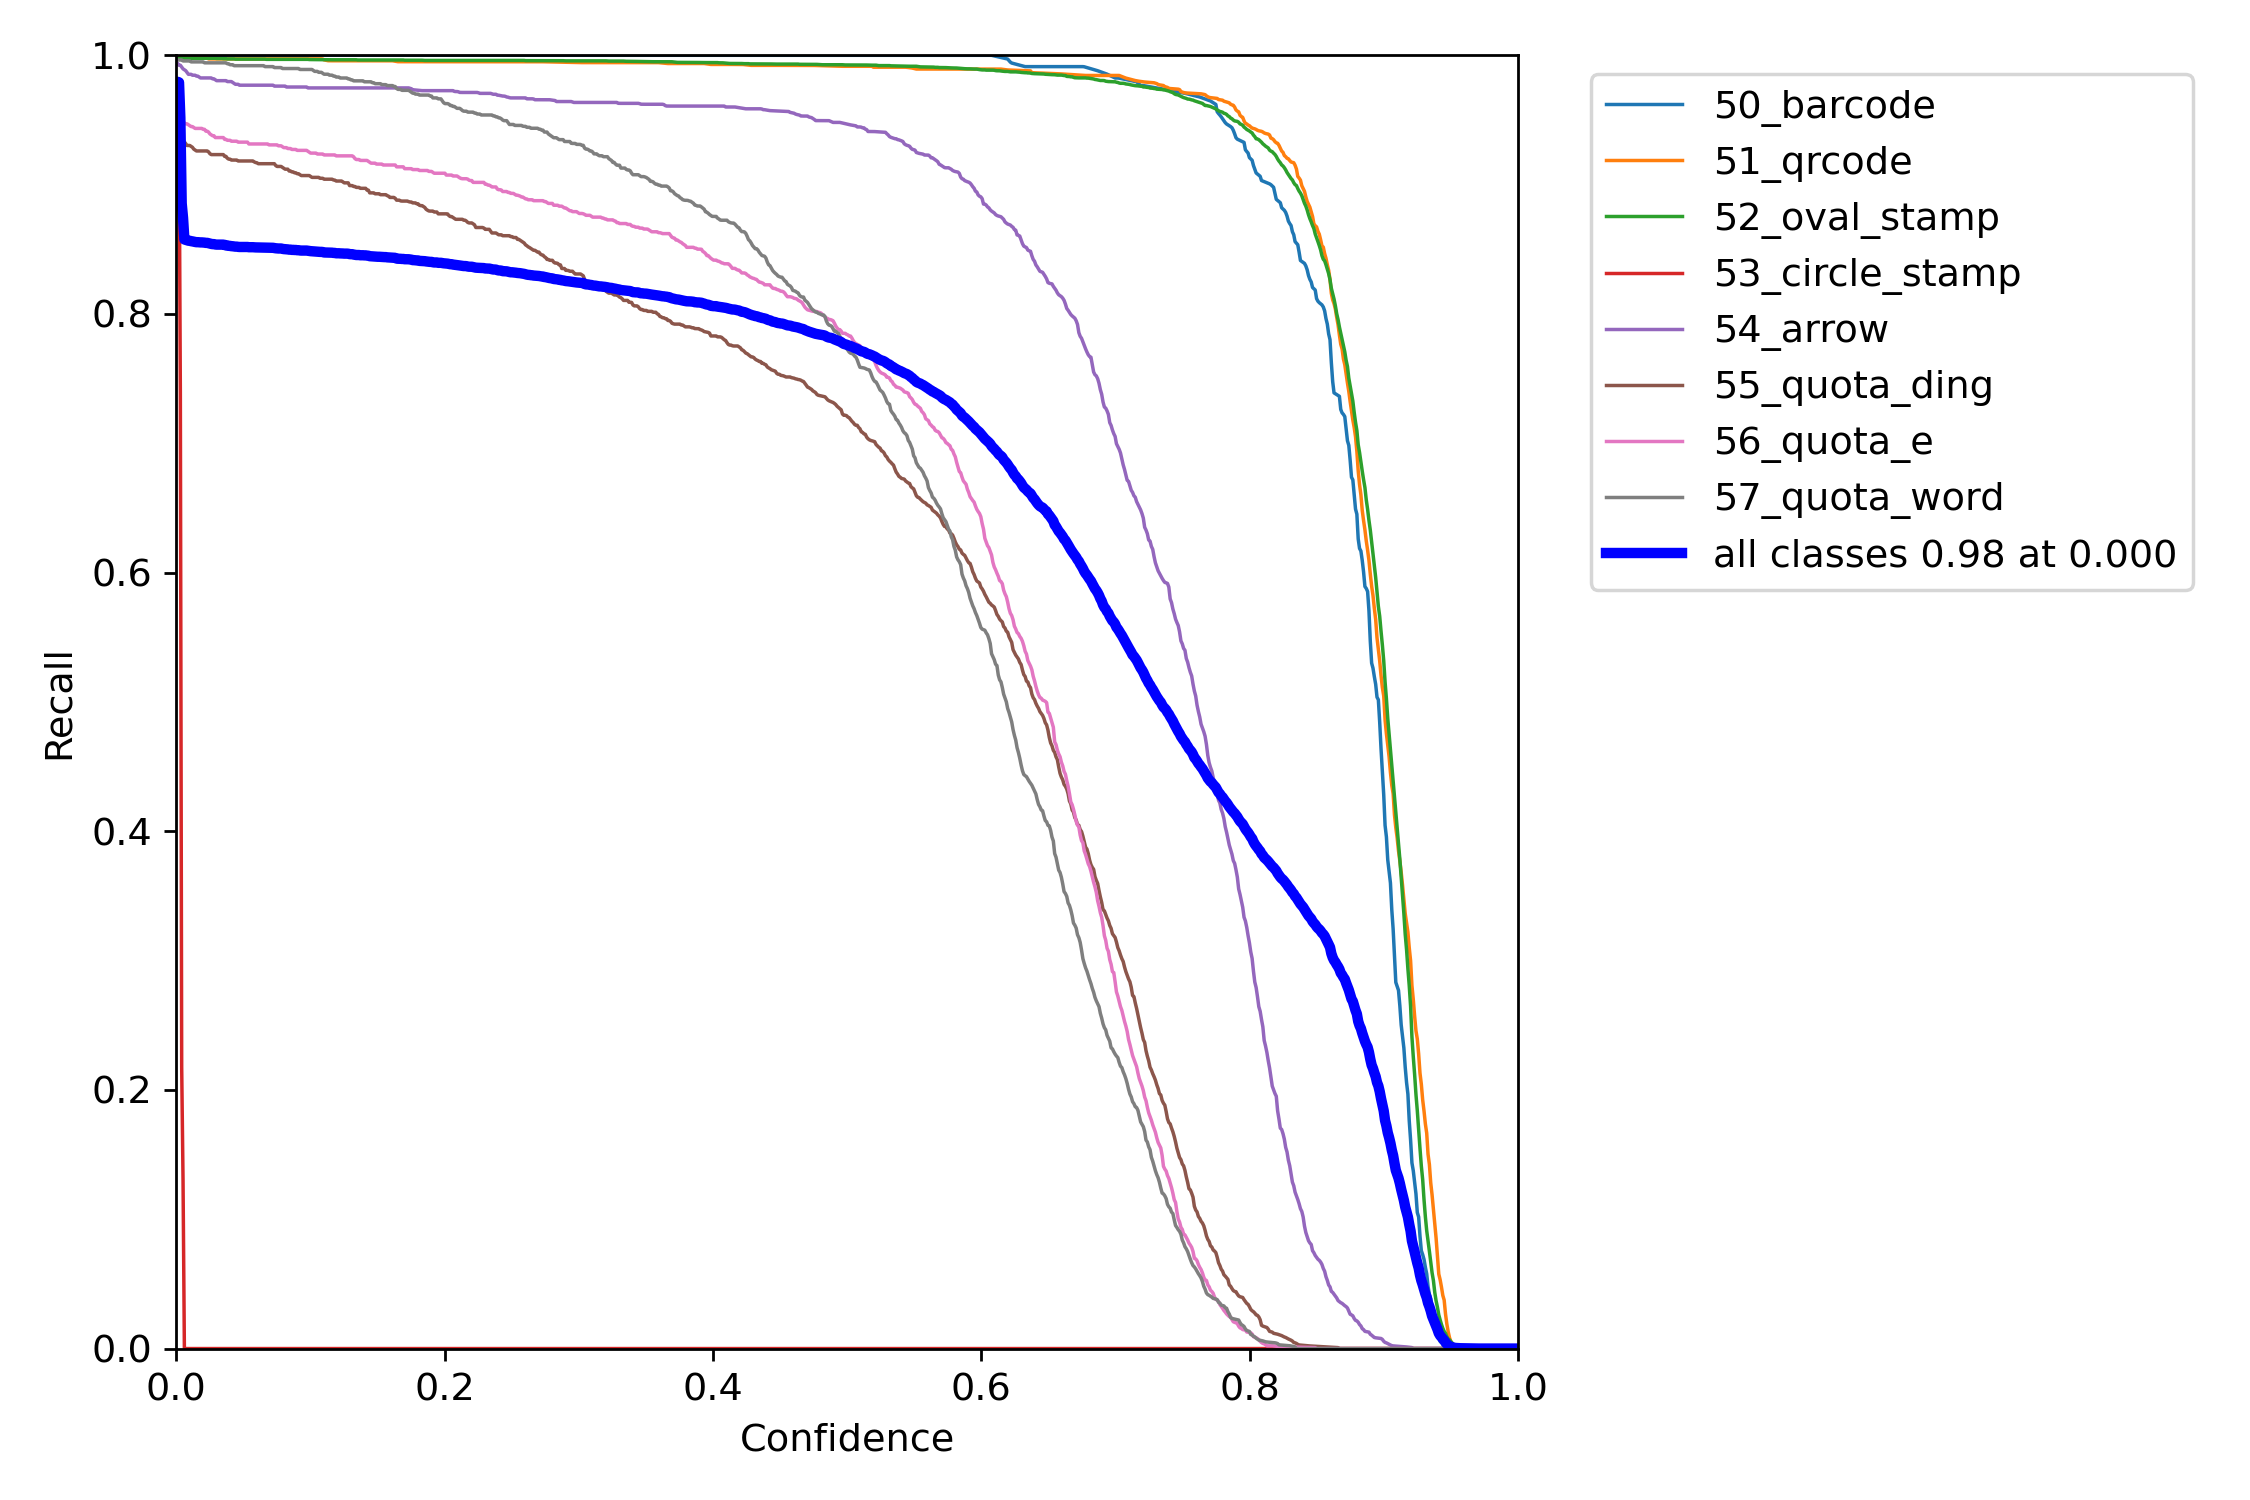 1.0
0.8
0.6
0.4
0.2
0.0
0.0 0.2 0.4 0.6 0.8 1.0
Recall
Confidence
50_barcode
51_qrcode
52_oval_stamp
53_circle_stamp
54_arrow
55_quota_ding
56_quota_e
57_quota_word
all classes 0.98 at 0.000